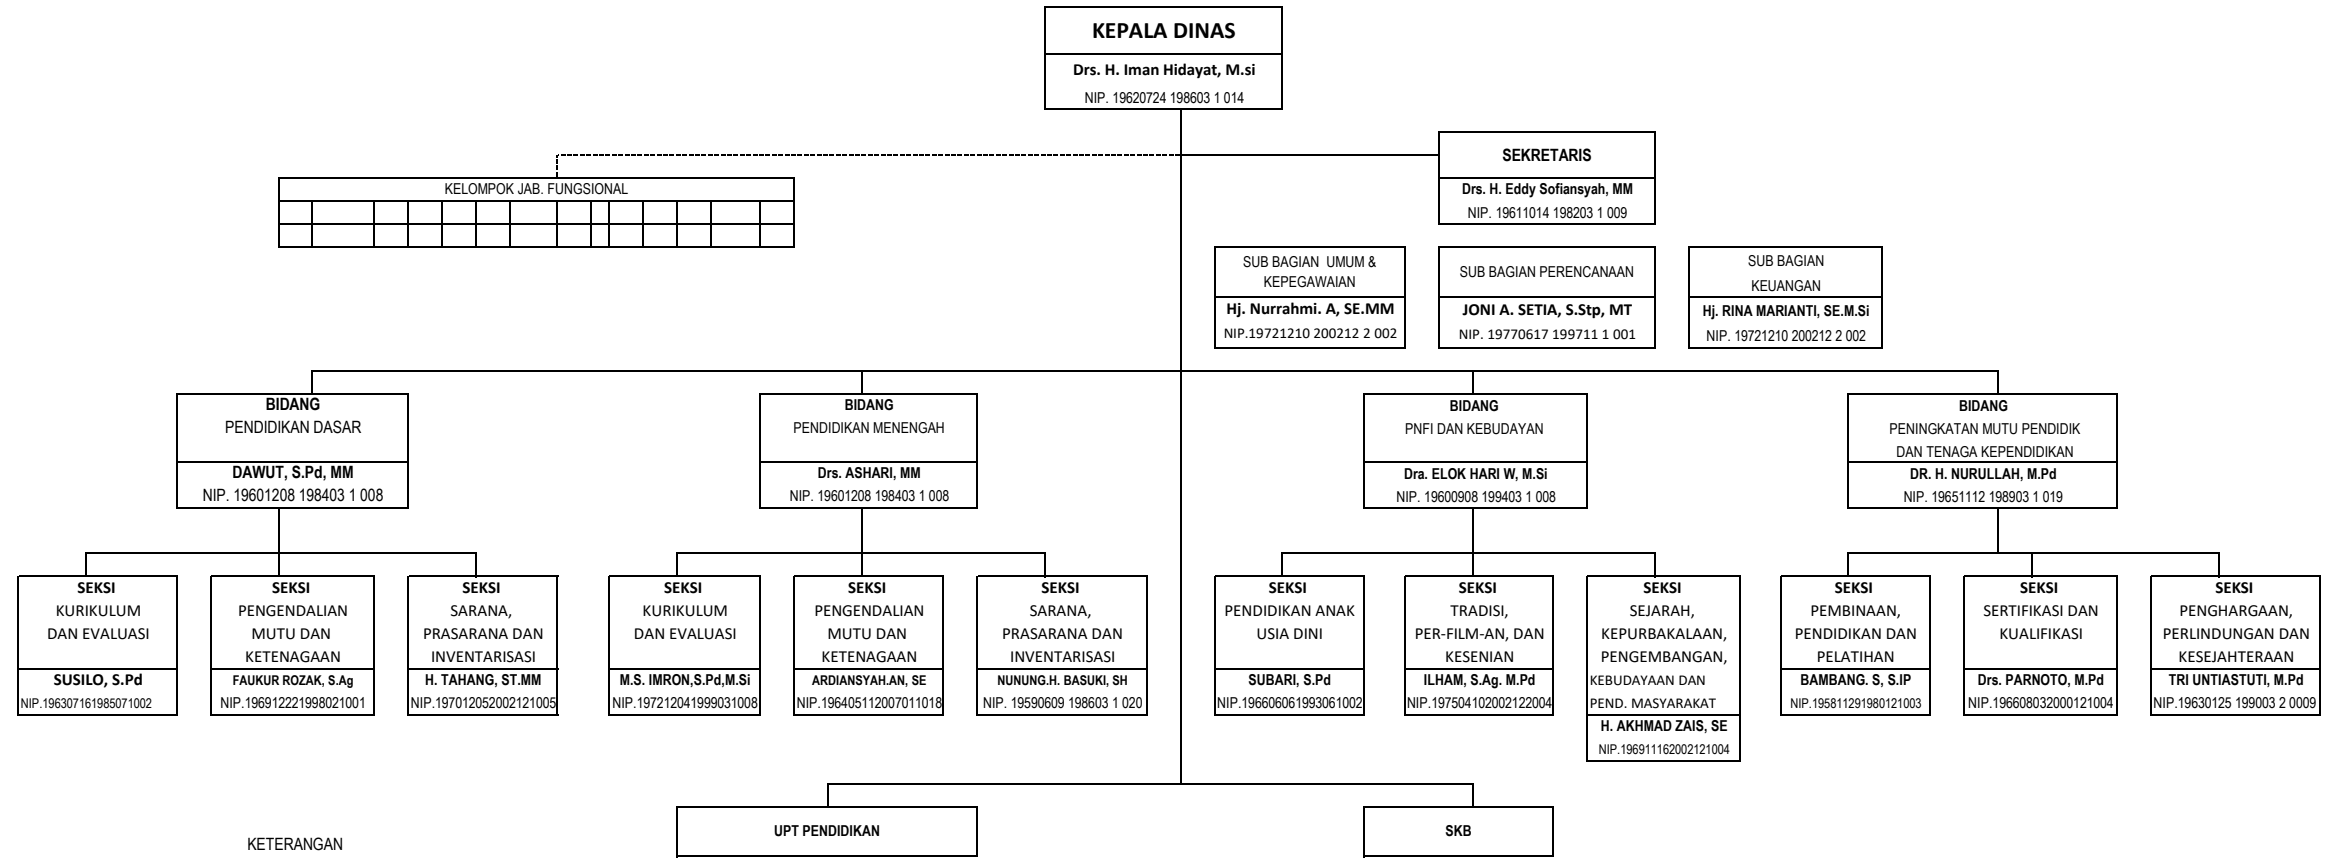 KEPALA DINAS
Drs. H. Iman Hidayat, M.si
NIP. 19620724 198603 1 014
SEKRETARIS
Drs. H. Eddy Sofiansyah, MM
NIP. 19611014 198203 1 009
KELOMPOK JAB. FUNGSIONAL
SUB BAGIAN UMUM &
KEPEGAWAIAN
Hj. Nurrahmi. A, SE.MM
NIP.19721210 200212 2 002
SUB BAGIAN PERENCANAAN
JONI A. SETIA, S.Stp, MT
NIP. 19770617 199711 1 001
SUB BAGIAN
KEUANGAN
Hj. RINA MARIANTI, SE.M.Si
NIP. 19721210 200212 2 002
BIDANG
PENDIDIKAN DASAR
DAWUT, S.Pd, MM
NIP. 19601208 198403 1 008
BIDANG
PENDIDIKAN MENENGAH
Drs. ASHARI, MM
NIP. 19601208 198403 1 008
BIDANG
PNFI DAN KEBUDAYAN
Dra. ELOK HARI W, M.Si
NIP. 19600908 199403 1 008
BIDANG
PENINGKATAN MUTU PENDIDIK
DAN TENAGA KEPENDIDIKAN
DR. H. NURULLAH, M.Pd
NIP. 19651112 198903 1 019
SEKSI
KURIKULUM
DAN EVALUASI
SUSILO, S.Pd
NIP.196307161985071002
SEKSI
PENGENDALIAN
MUTU DAN
KETENAGAAN
FAUKUR ROZAK, S.Ag
NIP.196912221998021001
SEKSI
SARANA,
PRASARANA DAN
INVENTARISASI
H. TAHANG, ST.MM
NIP.197012052002121005
SEKSI
KURIKULUM
DAN EVALUASI
M.S. IMRON,S.Pd,M.Si
NIP.197212041999031008
SEKSI
PENGENDALIAN
MUTU DAN
KETENAGAAN
ARDIANSYAH.AN, SE
NIP.196405112007011018
SEKSI
SARANA,
PRASARANA DAN
INVENTARISASI
NUNUNG.H. BASUKI, SH
NIP. 19590609 198603 1 020
SEKSI
PENDIDIKAN ANAK
USIA DINI
SUBARI, S.Pd
NIP.196606061993061002
SEKSI
TRADISI,
PER-FILM-AN, DAN
KESENIAN
ILHAM, S.Ag. M.Pd
NIP.197504102002122004
SEKSI
SEJARAH,
KEPURBAKALAAN,
PENGEMBANGAN,
KEBUDAYAAN DAN
PEND. MASYARAKAT
H. AKHMAD ZAIS, SE
NIP.196911162002121004
SEKSI
PEMBINAAN,
PENDIDIKAN DAN
PELATIHAN
BAMBANG. S, S.IP
NIP.195811291980121003
SEKSI
SERTIFIKASI DAN
KUALIFIKASI
Drs. PARNOTO, M.Pd
NIP.196608032000121004
SEKSI
PENGHARGAAN,
PERLINDUNGAN DAN
KESEJAHTERAAN
TRI UNTIASTUTI, M.Pd
NIP.19630125 199003 2 0009
UPT PENDIDIKAN
SKB
KETERANGAN